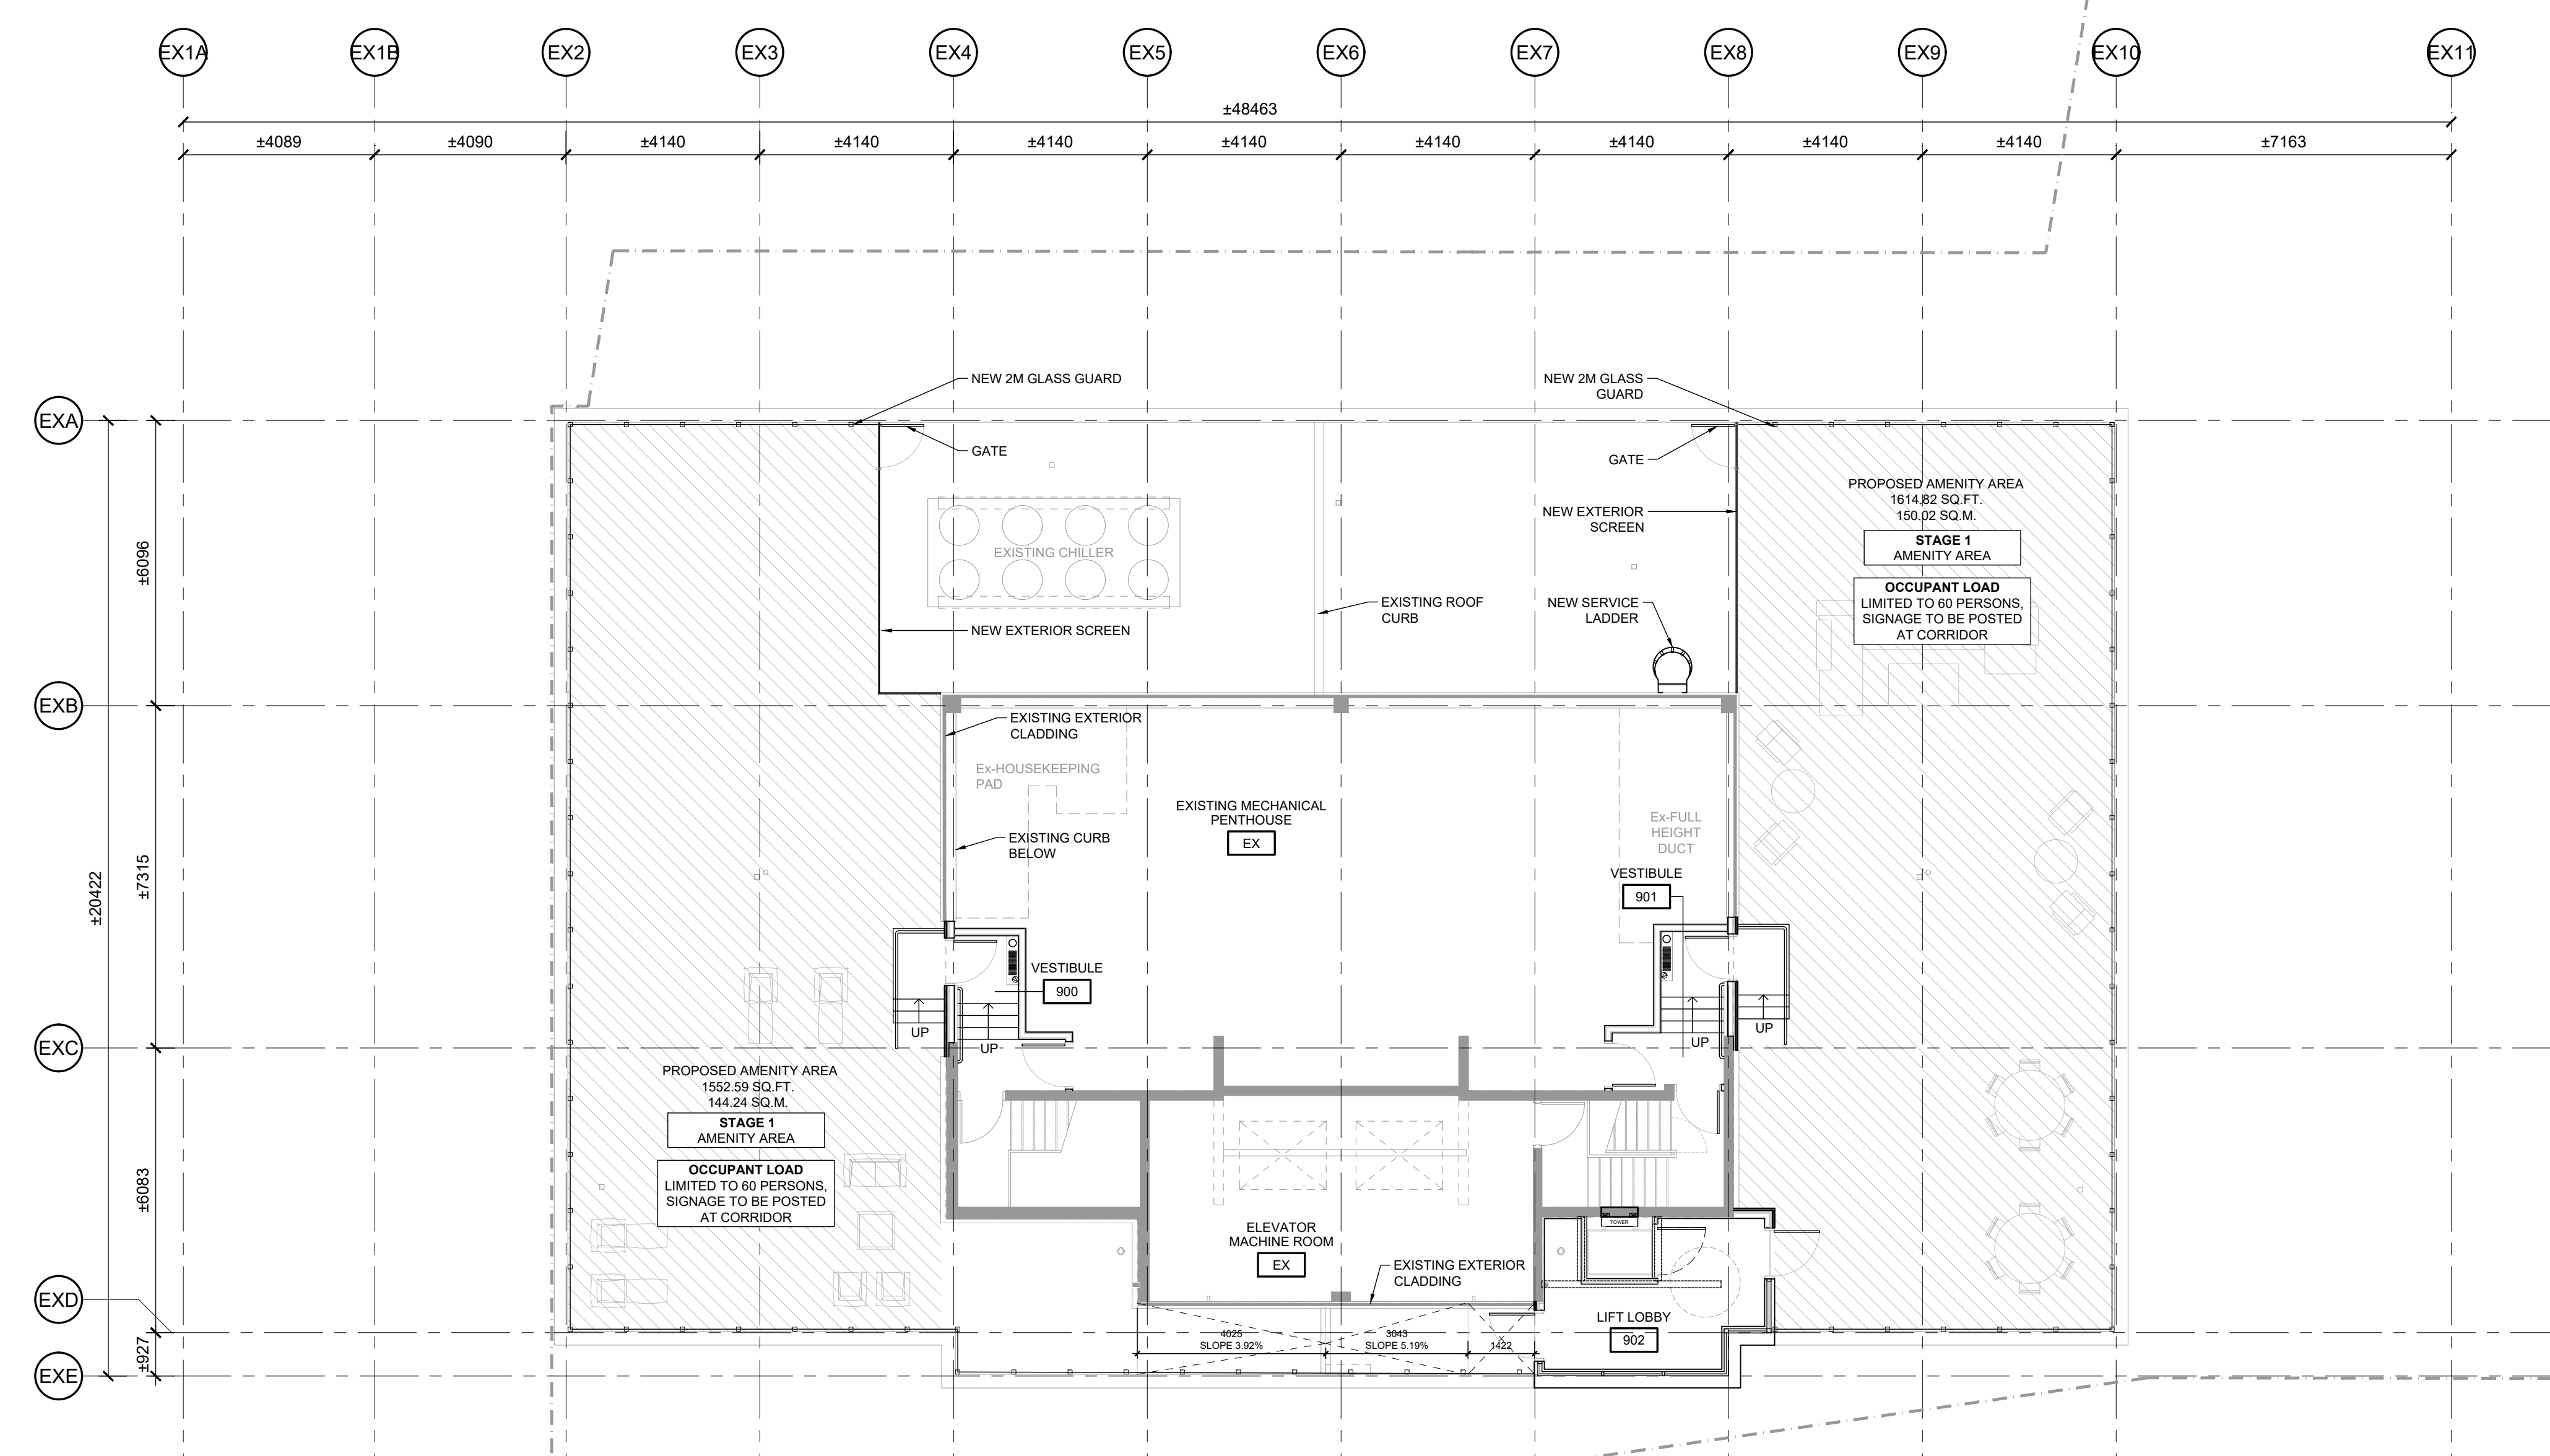 EX1A
EX1B
EX2
EX3
EX4
EX5
EX6
EX7
EX8
EX9
EX10
EX11
±48463
±4089
±4090
±4140
±4140
±4140
±4140
±4140
±4140
±4140
±4140
±7163
EXA
EXB
EXC
EXD
EXE
±20422
±6096
±7315
±6083
±927
NEW 2M GLASS GUARD
GATE
NEW 2M GLASS
GUARD
GATE
NEW EXTERIOR
SCREEN
PROPOSED AMENITY AREA
1614.82 SQ.FT.
150.02 SQ.M.
STAGE 1
AMENITY AREA
OCCUPANT LOAD
LIMITED TO 60 PERSONS,
SIGNAGE TO BE POSTED
AT CORRIDOR
EXISTING CHILLER
NEW EXTERIOR SCREEN
EXISTING ROOF
CURB
NEW SERVICE
LADDER
EXISTING EXTERIOR
CLADDING
Ex-HOUSEKEEPING
PAD
EXISTING CURB
BELOW
EXISTING MECHANICAL
PENTHOUSE
EX
Ex-FULL
HEIGHT
DUCT
VESTIBULE
901
VESTIBULE
900
UP
UP
UP
UP
PROPOSED AMENITY AREA
1552.59 SQ.FT.
144.24 SQ.M.
STAGE 1
AMENITY AREA
OCCUPANT LOAD
LIMITED TO 60 PERSONS,
SIGNAGE TO BE POSTED
AT CORRIDOR
ELEVATOR
MACHINE ROOM
EX
EXISTING EXTERIOR
CLADDING
TOWER
LIFT LOBBY
902
4025
SLOPE 3.92%
3043
SLOPE 5.19%
1422